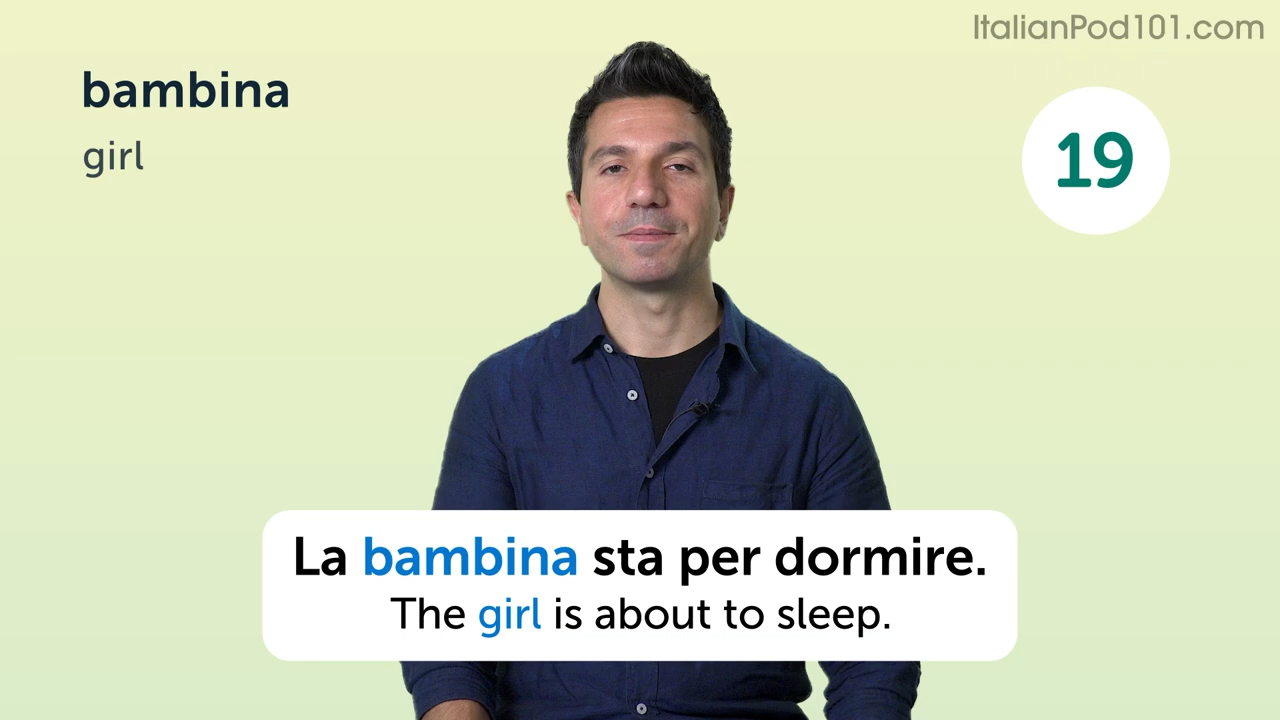 ItalianPod101.com
bambina
girl
19
La bambina sta per dormire.
The girl is about to sleep.